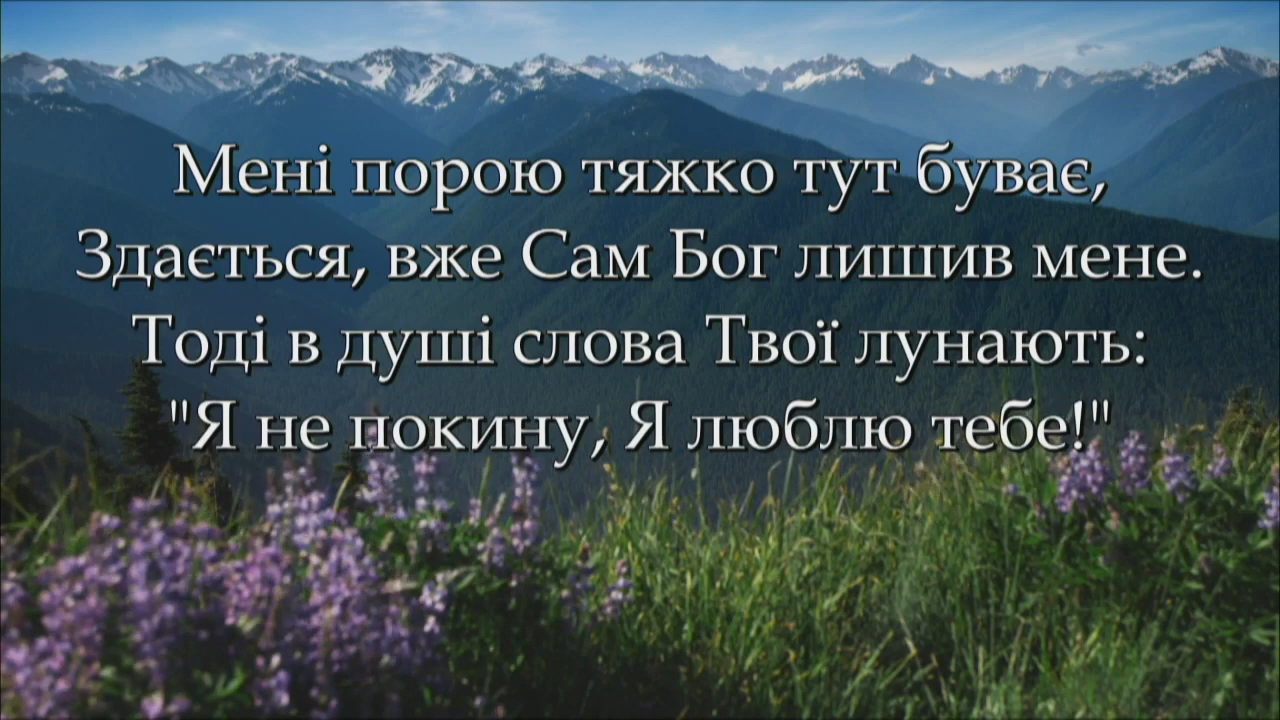 Мені порою тяжко тут буває,
Здається, вже Сам Бог лишив мене.
Тоді в душі слова Твої лунають:
"Я не покину, Я люблю тебе!"